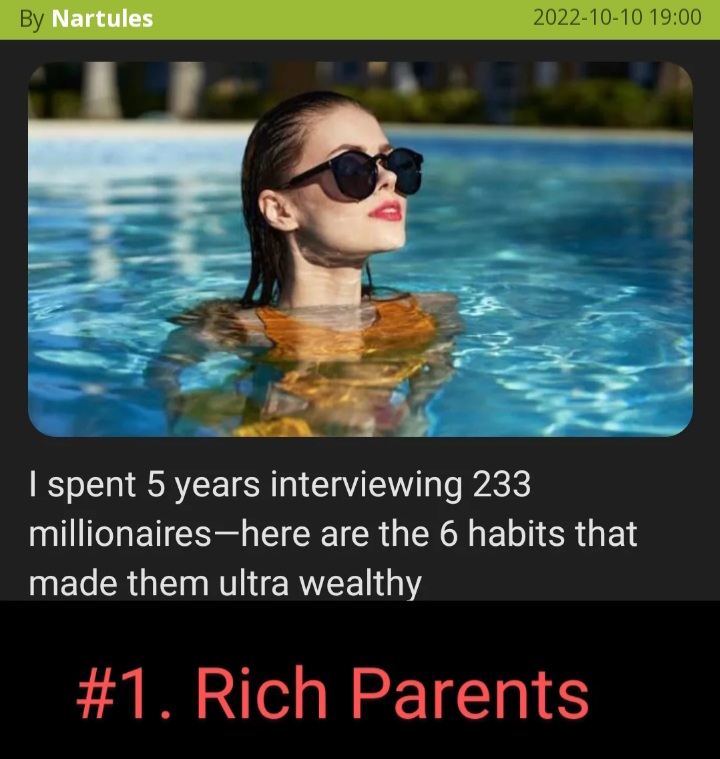 By Nartules 2022-10-10 19:00
I spent 5 years interviewing 233
millionaires—here are the 6 habits that
made them ultra wealthy
#1. Rich Parents